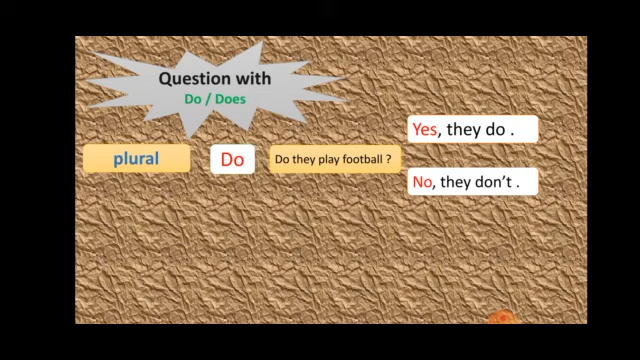 Question with
Do / Does
Yes, they do .
plural
Do
Do they play football ?
No, they don't .